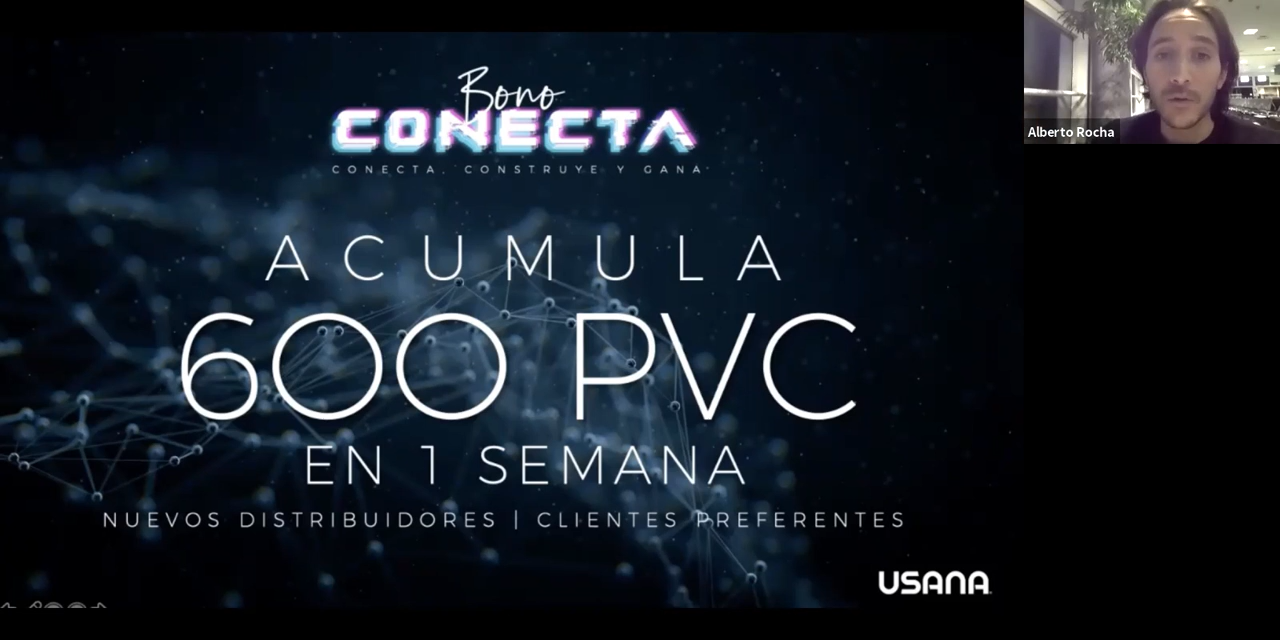 Bono
CONECTA
CONECTA, CONSTRUYE Y GANA
ACUMULA
600 PVC
EN 1 SEMANA
NUEVOS DISTRIBUIDORES | CLIENTES PREFERENTES
USANA
Alberto Rocha